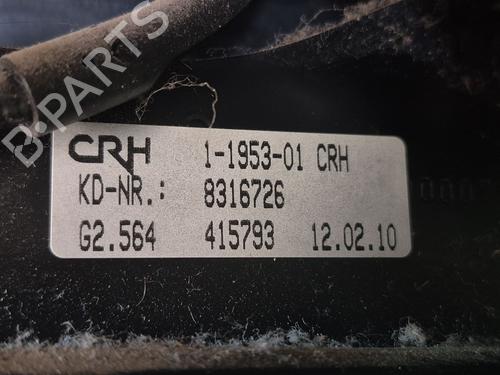 B-PARTS
CRH 1-1953-01 CRH
KD-NR.: 8316726
G2.564 415793 12.02.10